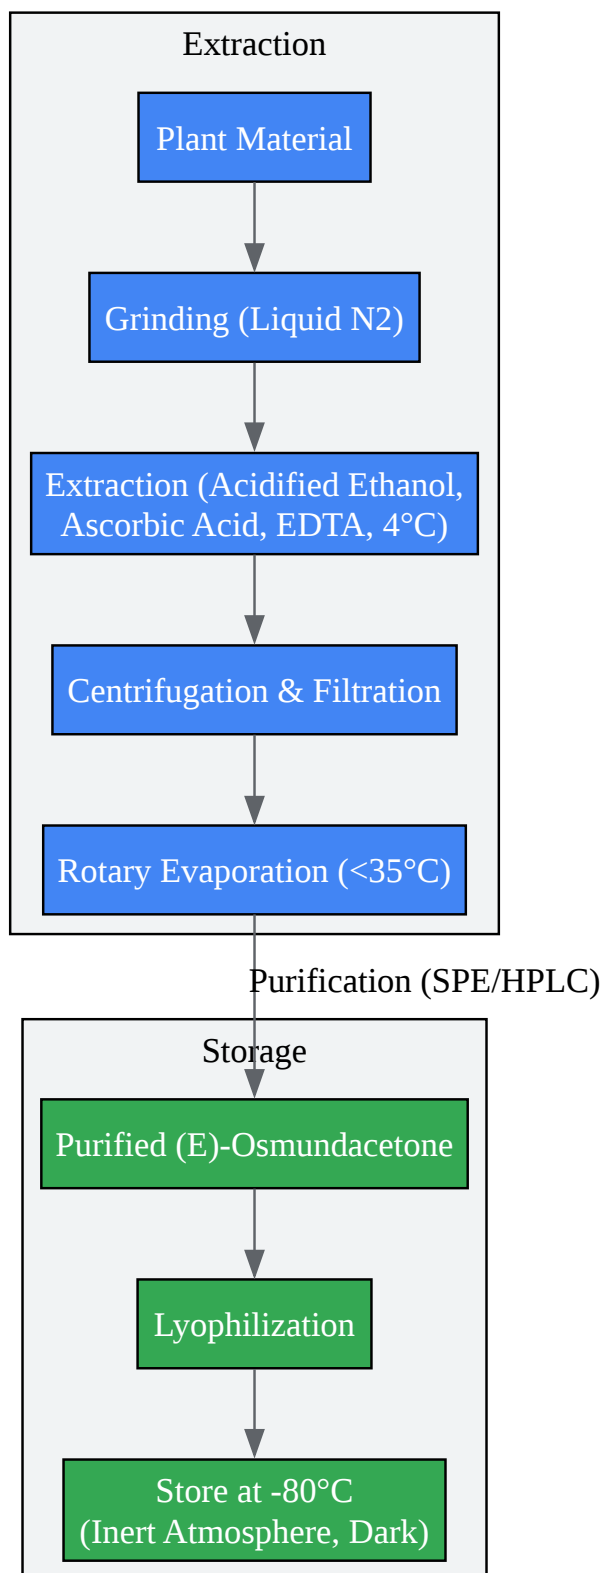 Extraction
Plant Material
Grinding (Liquid N2)
Extraction (Acidified Ethanol,
Ascorbic Acid, EDTA, 4°C)
Centrifugation & Filtration
Rotary Evaporation (<35°C)
Purification (SPE/HPLC)
Storage
Purified (E)-Osmundacetone
Lyophilization
Store at -80°C
(Inert Atmosphere, Dark)